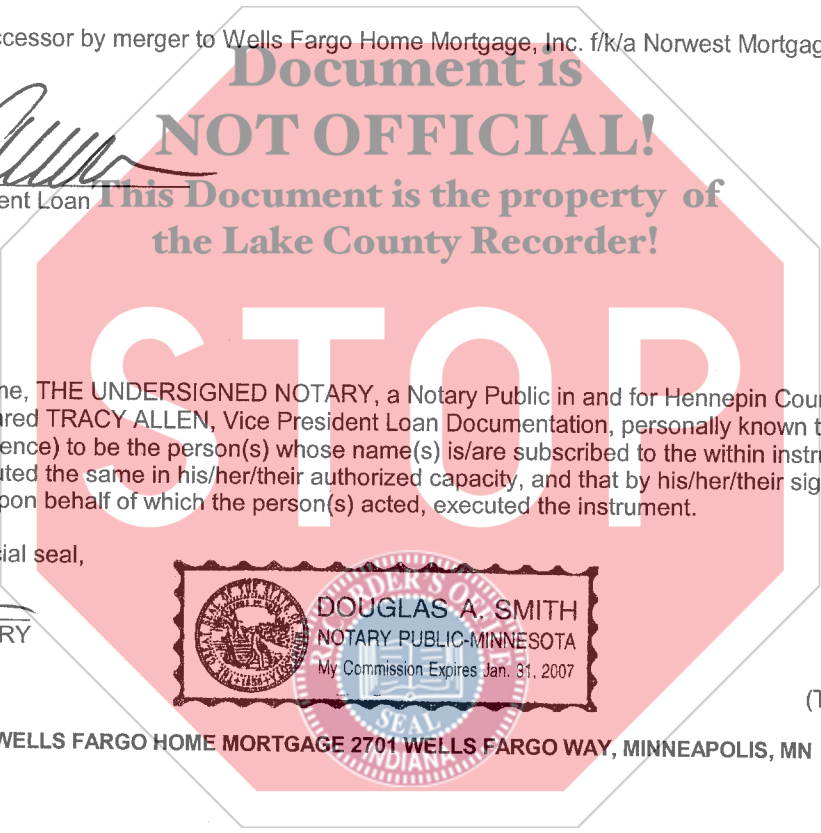 ccessor by merger to Wells Fargo Home Mortgage, Inc. f/k/a Norwest Mortgag
Document is
NOT OFFICIAL!
ent Loan
This Document is the property of
the Lake County Recorder!
STOP
ne, THE UNDERSIGNED NOTARY, a Notary Public in and for Hennepin Cou
ared TRACY ALLEN, Vice President Loan Documentation, personally known t
ence) to be the person(s) whose name(s) is/are subscribed to the within instru
uted the same in his/her/their authorized capacity, and that by his/her/their sig
pon behalf of which the person(s) acted, executed the instrument.
cial seal,
RECORDER'S OFFICE
DOUGLAS A. SMITH
NOTARY PUBLIC-MINNESOTA
My Commission Expires Jan. 31, 2007
RY
SEAL
INDIANA
(T
WELLS FARGO HOME MORTGAGE 2701 WELLS FARGO WAY, MINNEAPOLIS, MN